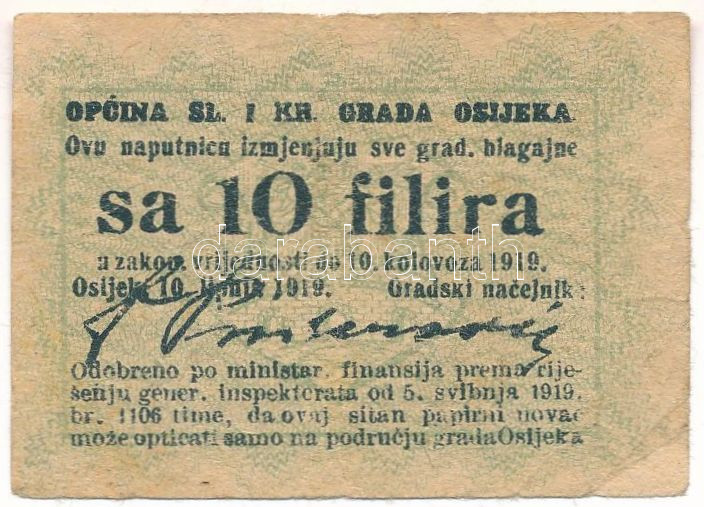 OPĆINA SL. I KR. GRADA OSIJEKA
Ovu naputnicu izmjenjuju sve grad. blagajne
sa 10 filira
u zakon. vrijednosti do 10. kolovoza 1919.
Osijek 10. lipnja 1919. Gradski načelnik:
darabanth
Odobreno po ministar. finansija prema rije-
šenju gener. inspektorata od 5. svibnja 1919.
br. 1106 time, da ovaj sitan papirni novac
može opticati samo na području grada Osijeka